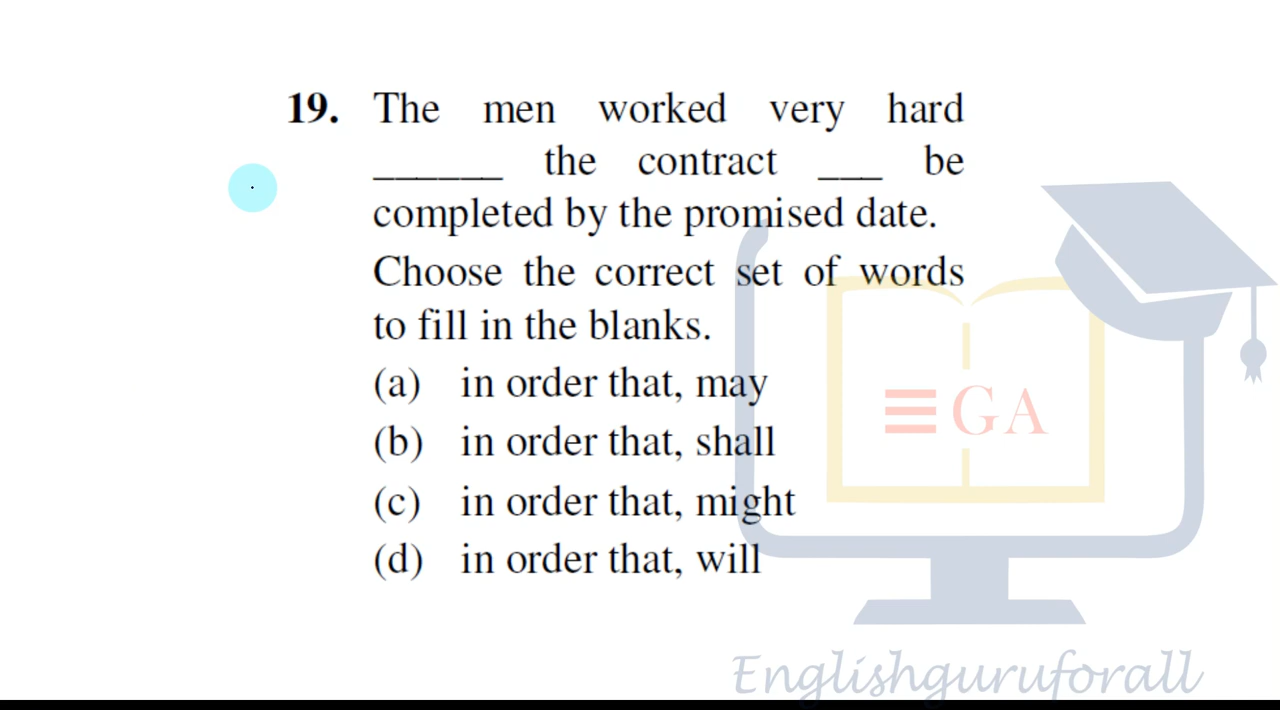 19. The men worked very hard
______ the contract ___ be
completed by the promised date.
Choose the correct set of words
to fill in the blanks.
(a) in order that, may
(b) in order that, shall
(c) in order that, might
(d) in order that, will
GA
Englishguruforall